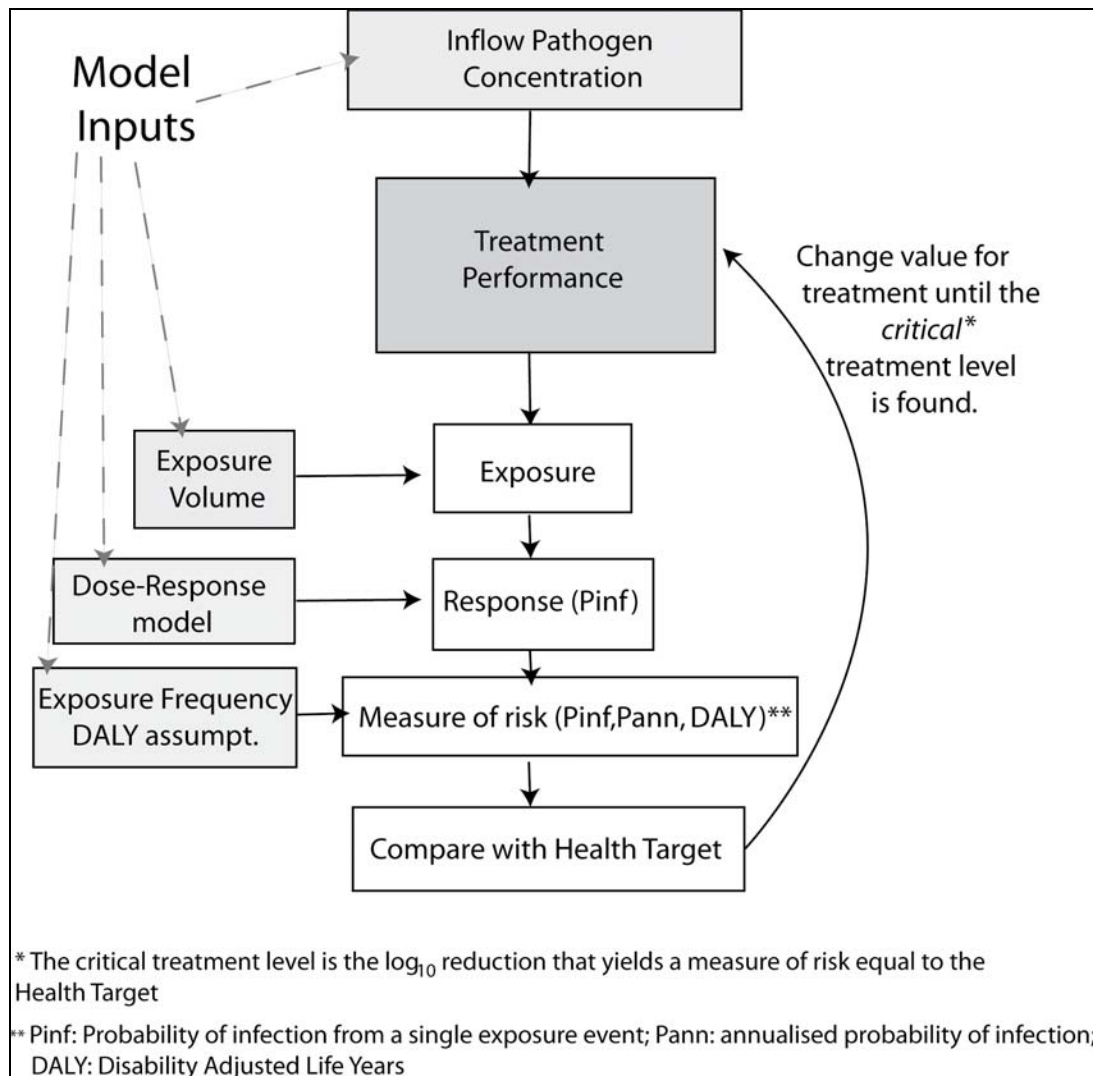 Model
Inputs
Inflow Pathogen
Concentration
Treatment
Performance
Change value for
treatment until the
critical*
treatment level
is found.
Exposure
Volume
Exposure
Dose-Response
model
Response (Pinf)
Exposure Frequency
DALY assumpt.
Measure of risk (Pinf,Pann, DALY)**
Compare with Health Target
* The critical treatment level is the log10 reduction that yields a measure of risk equal to the
Health Target
** Pinf: Probability of infection from a single exposure event; Pann: annualised probability of infection;
DALY: Disability Adjusted Life Years